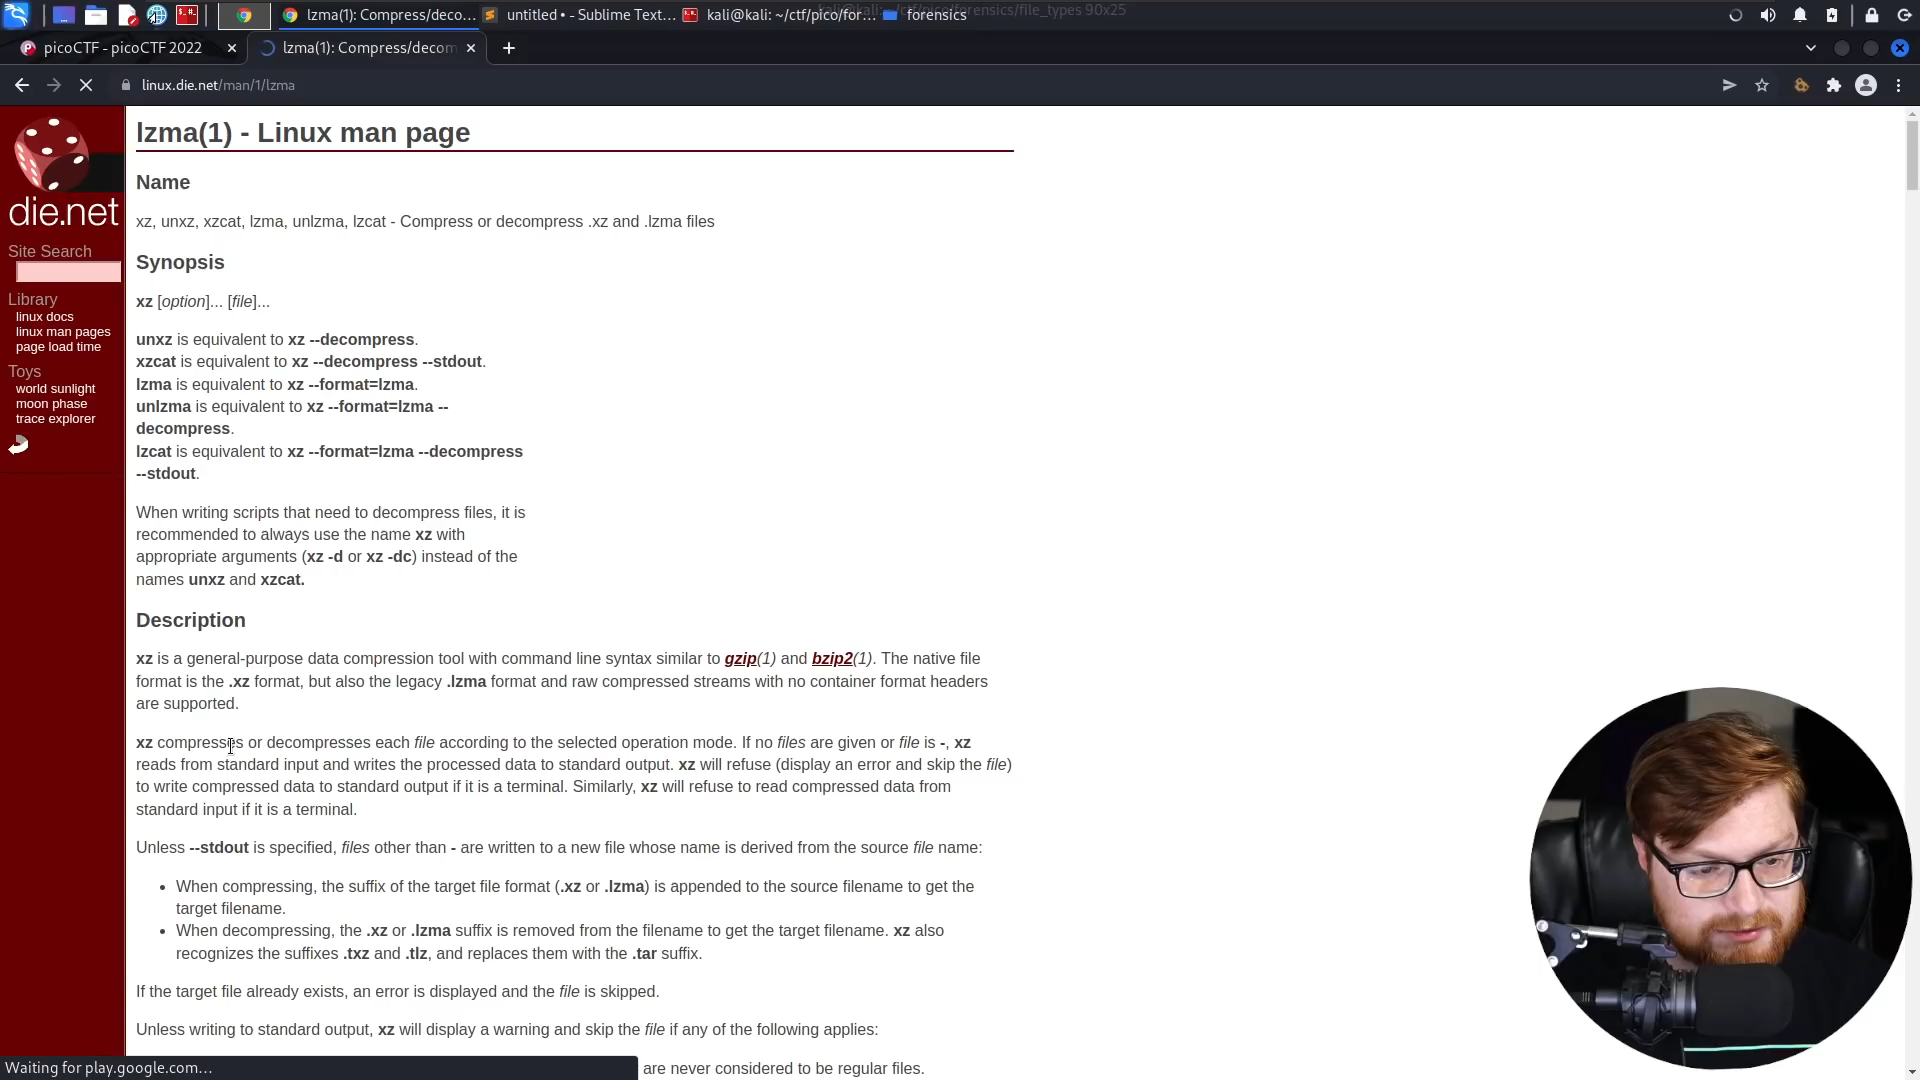 lzma(1): Compress/deco...
untitled • - Sublime Text...
kali@kali: ~/ctf/pico/for...
forensics
kali@kali: ~/ctf/pico/forensics/file_types 90x25
picoCTF - picoCTF 2022
lzma(1): Compress/decom
linux.die.net/man/1/lzma
die.net
Site Search
Library
linux docs
linux man pages
page load time
Toys
world sunlight
moon phase
trace explorer
lzma(1) - Linux man page
Name
xz, unxz, xzcat, lzma, unlzma, lzcat - Compress or decompress .xz and .lzma files
Synopsis
xz [option]... [file]...
unxz is equivalent to xz --decompress.
xzcat is equivalent to xz --decompress --stdout.
lzma is equivalent to xz --format=lzma.
unlzma is equivalent to xz --format=lzma --
decompress.
lzcat is equivalent to xz --format=lzma --decompress
--stdout.
When writing scripts that need to decompress files, it is
recommended to always use the name xz with
appropriate arguments (xz -d or xz -dc) instead of the
names unxz and xzcat.
Description
xz is a general-purpose data compression tool with command line syntax similar to gzip(1) and bzip2(1). The native file
format is the .xz format, but also the legacy .lzma format and raw compressed streams with no container format headers
are supported.
xz compresses or decompresses each file according to the selected operation mode. If no files are given or file is -, xz
reads from standard input and writes the processed data to standard output. xz will refuse (display an error and skip the file)
to write compressed data to standard output if it is a terminal. Similarly, xz will refuse to read compressed data from
standard input if it is a terminal.
Unless --stdout is specified, files other than - are written to a new file whose name is derived from the source file name:
• When compressing, the suffix of the target file format (.xz or .lzma) is appended to the source filename to get the
target filename.
• When decompressing, the .xz or .lzma suffix is removed from the filename to get the target filename. xz also
recognizes the suffixes .txz and .tlz, and replaces them with the .tar suffix.
If the target file already exists, an error is displayed and the file is skipped.
Unless writing to standard output, xz will display a warning and skip the file if any of the following applies:
are never considered to be regular files.
Waiting for play.google.com...